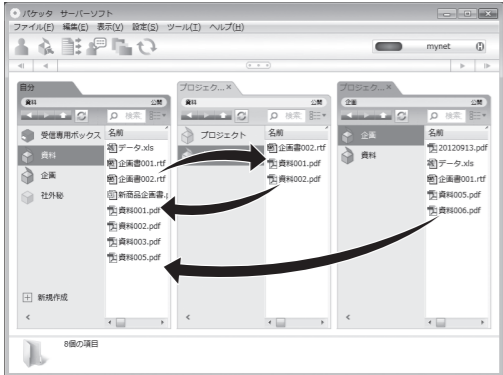 パケッタ サーバーソフト
ファイル(F) 編集(E) 表示(V) 設定(S) ツール(T) ヘルプ(H)
mynet
自分
資料
公開
検索
受信専用ボックス
資料
企画
社外秘
新規作成
名前
データ.xls
企画書001.rtf
企画書002.rtf
新商品企画書.p
資料001.pdf
資料002.pdf
資料003.pdf
資料005.pdf
プロジェク...×
資料
公開
検索
プロジェクト
名前
企画書002.rtf
資料001.pdf
資料002.pdf
プロジェク...×
企画
公開
検索
企画
資料
名前
20120913.pdf
データ.xls
企画書001.rtf
資料005.pdf
資料006.pdf
8個の項目